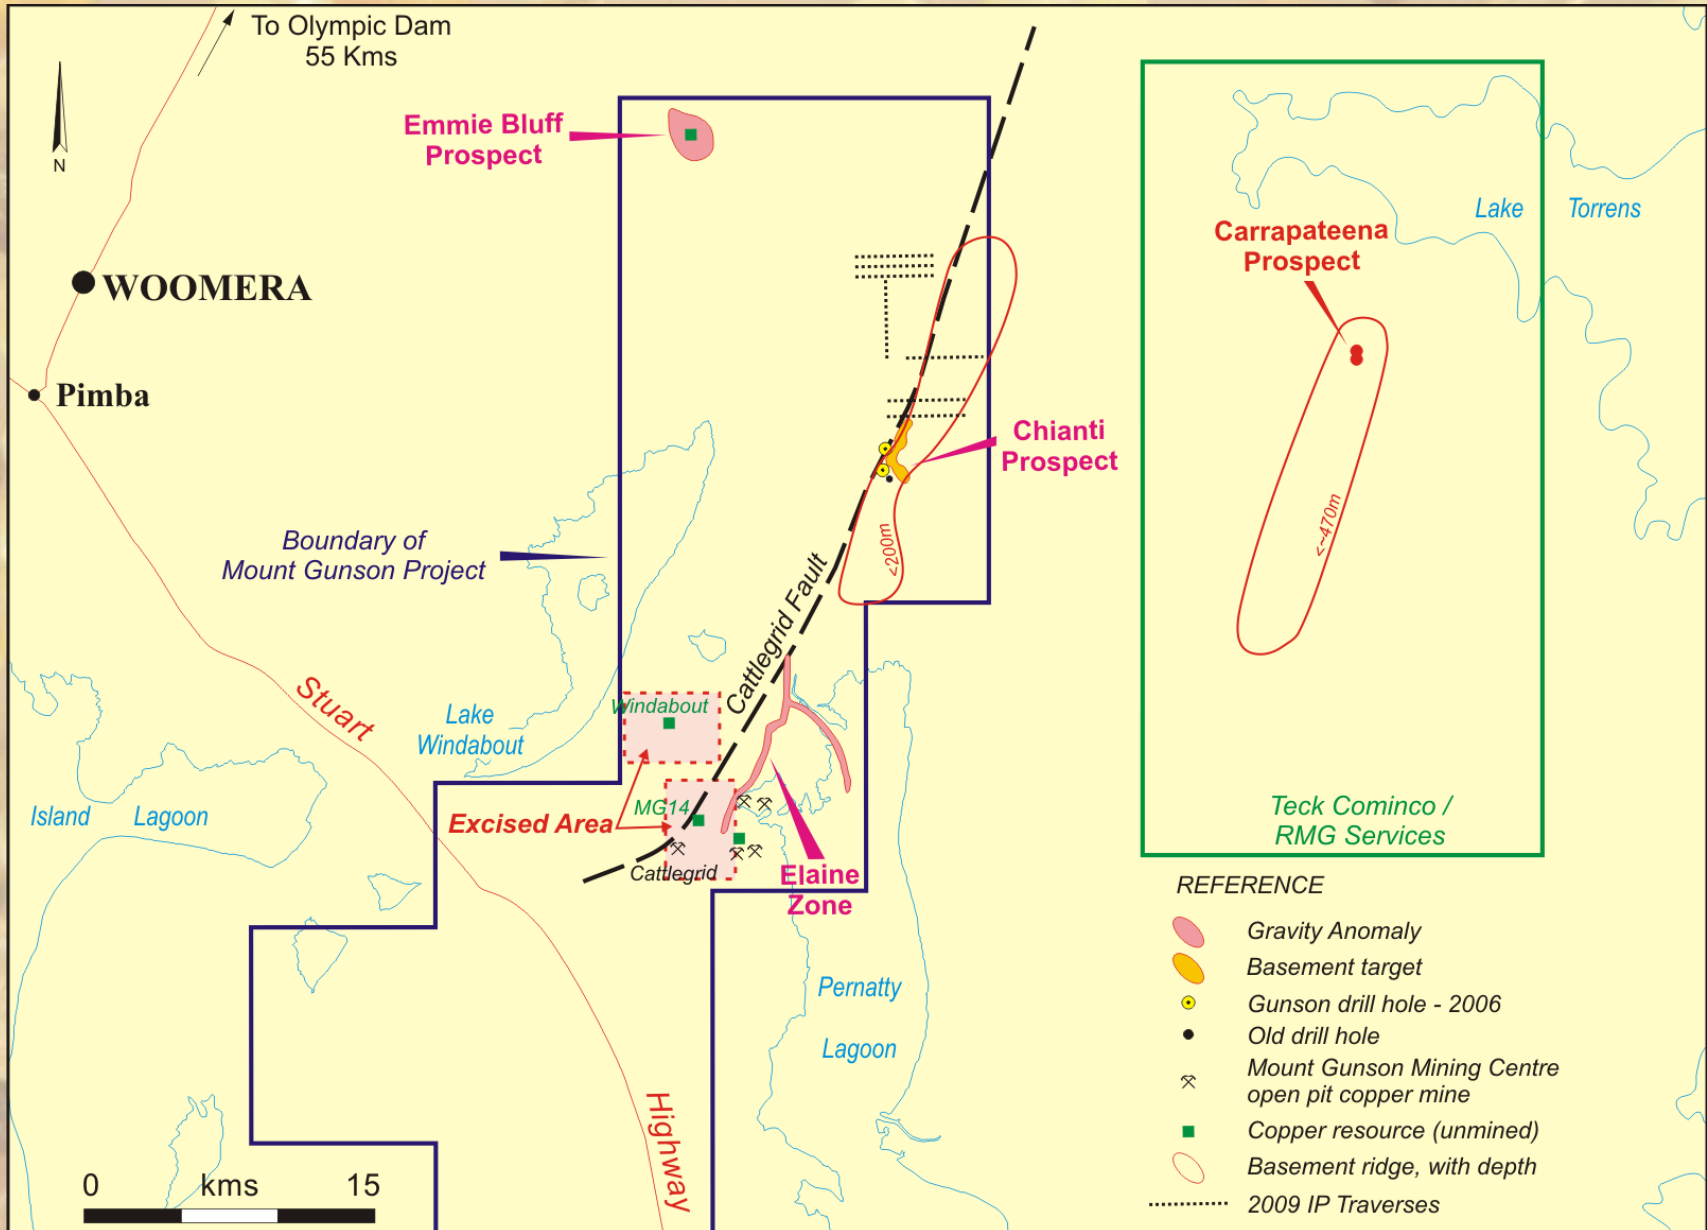 To Olympic Dam
55 Kms
N
Emmie Bluff
Prospect
WOOMERA
Pimba
Lake Torrens
Carrapateena
Prospect
Chianti
Prospect
<~470m
<200m
Boundary of
Mount Gunson Project
Cattlegrid Fault
Stuart
Highway
Lake
Windabout
Windabout
Island Lagoon
MG14
Excised Area
Cattlegrid
Elaine
Zone
Pernatty
Lagoon
Teck Cominco /
RMG Services
REFERENCE
Gravity Anomaly
Basement target
Gunson drill hole - 2006
Old drill hole
Mount Gunson Mining Centre
open pit copper mine
Copper resource (unmined)
Basement ridge, with depth
2009 IP Traverses
0 kms 15